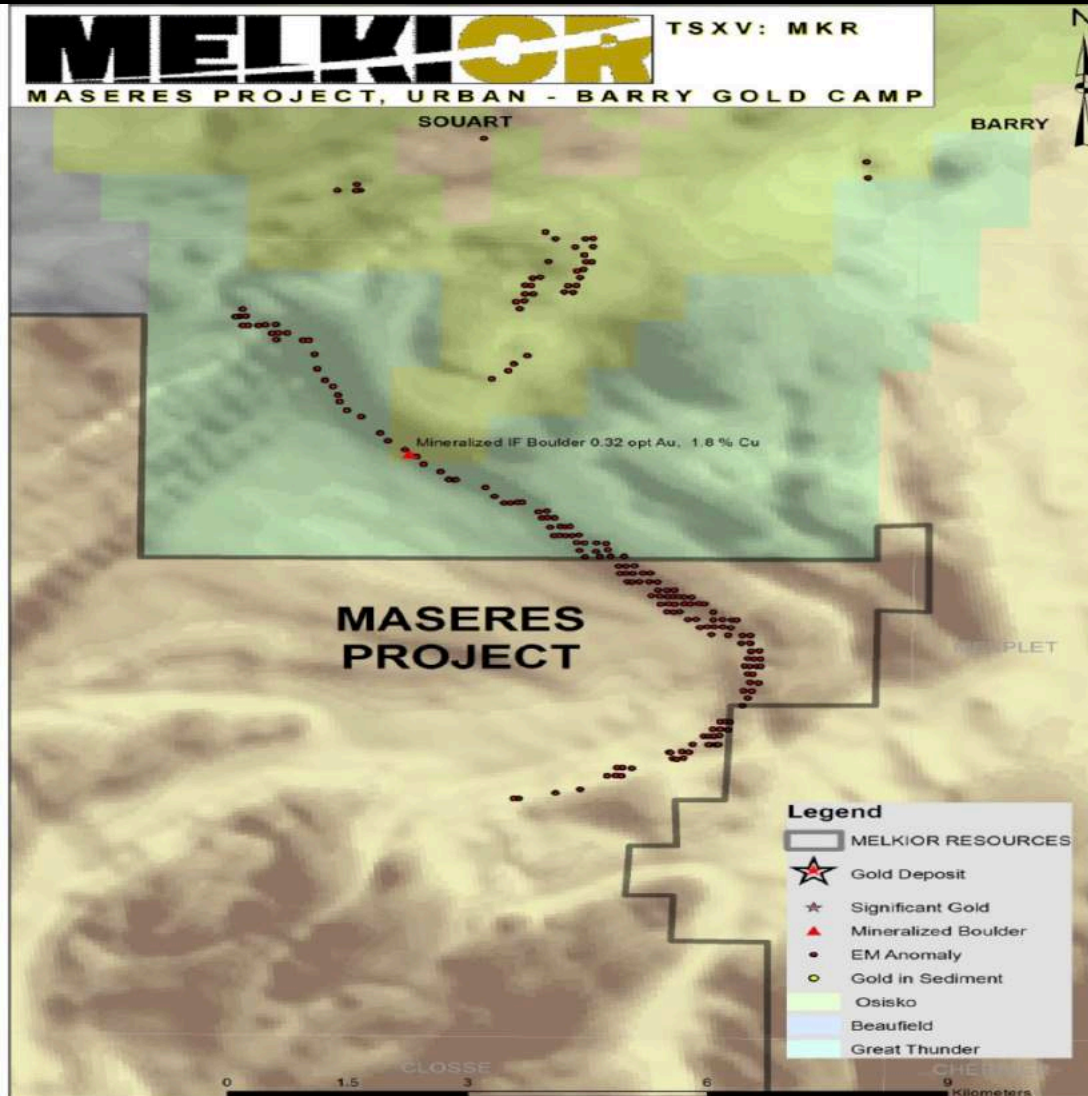 MELKIOR
TSXV: MKR
MASERES PROJECT, URBAN - BARRY GOLD CAMP
N
SOUART
BARRY
Mineralized IF Boulder 0.32 opt Au, 1.8 % Cu
MASERES
PROJECT
Legend
MELKIOR RESOURCES
Gold Deposit
Significant Gold
Mineralized Boulder
EM Anomaly
Gold in Sediment
Osisko
Beaufield
Great Thunder
CLOSSE
0 1.5 3 6 9
Kilometers